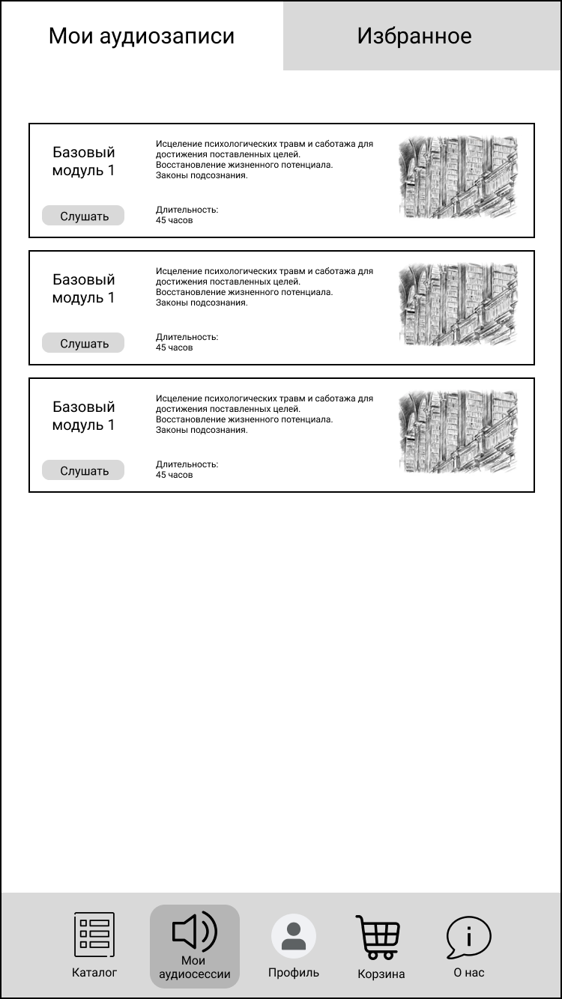 Мои аудиозаписи
Избранное
Базовый
модуль 1
Слушать
Исцеление психологических травм и саботажа для
достижения поставленных целей.
Восстановление жизненного потенциала.
Законы подсознания.
Длительность:
45 часов
Базовый
модуль 1
Слушать
Исцеление психологических травм и саботажа для
достижения поставленных целей.
Восстановление жизненного потенциала.
Законы подсознания.
Длительность:
45 часов
Базовый
модуль 1
Слушать
Исцеление психологических травм и саботажа для
достижения поставленных целей.
Восстановление жизненного потенциала.
Законы подсознания.
Длительность:
45 часов
Каталог
Мои
аудиосессии
Профиль
Корзина
О нас